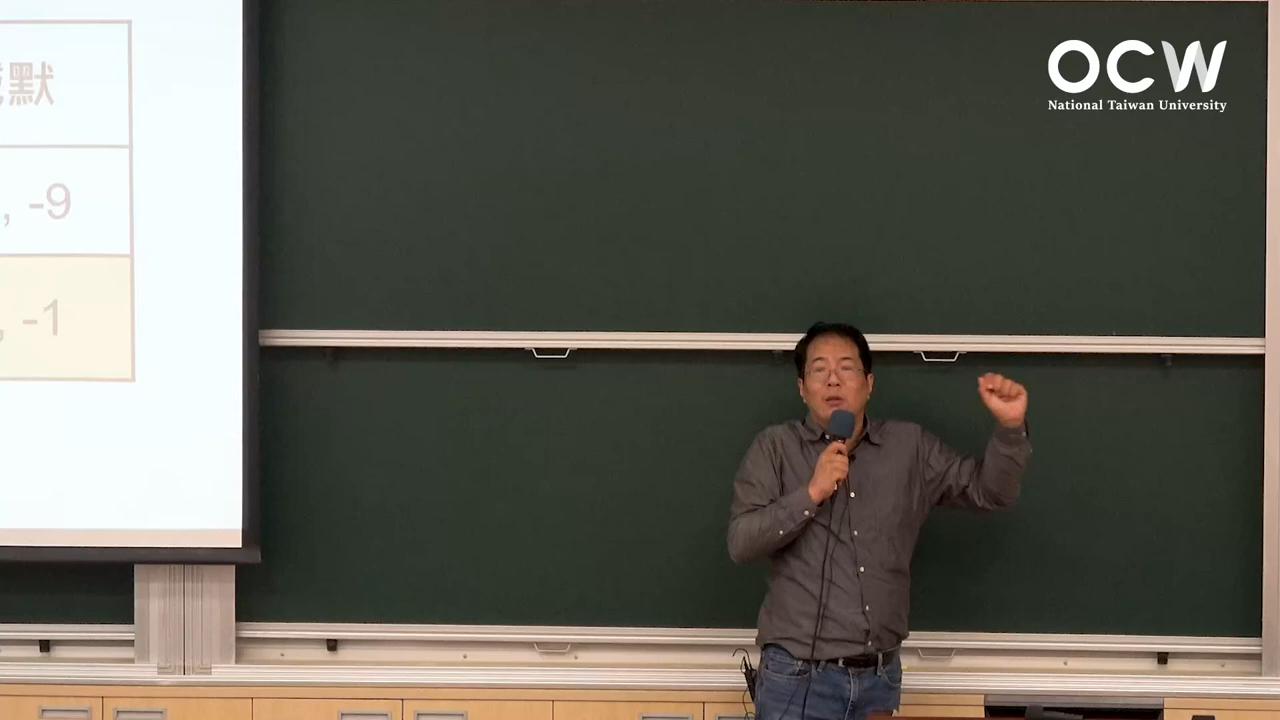 默
, -9
, -1
OCW
National Taiwan University